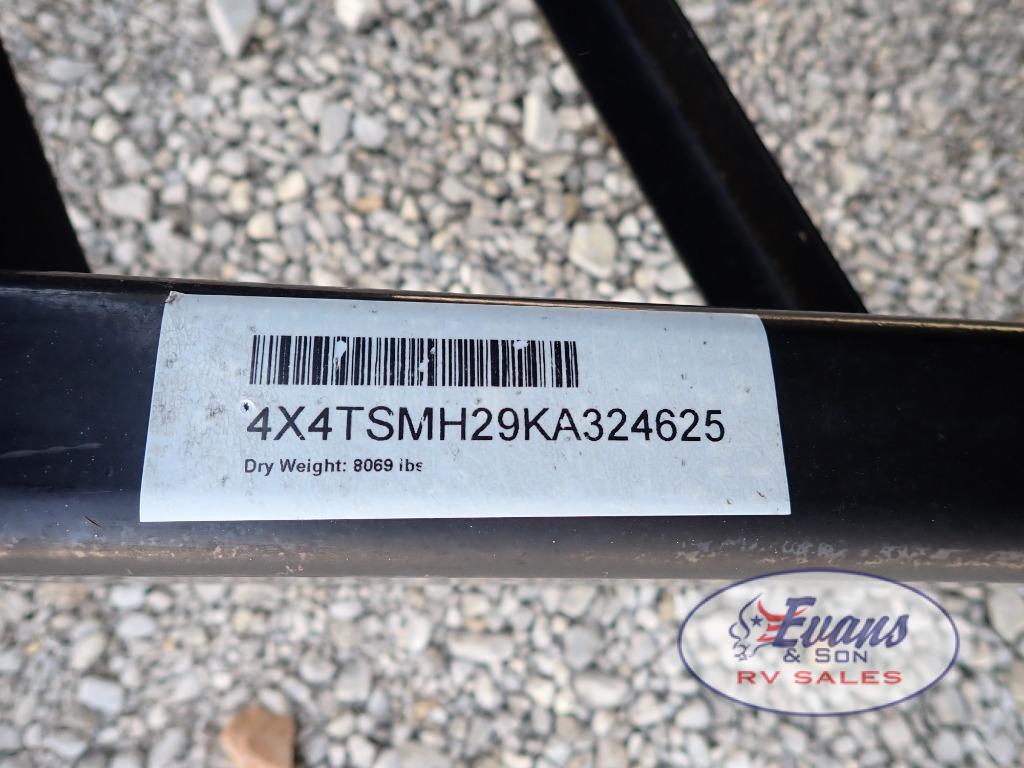 4X4TSMH29KA324625
Dry Weight: 8069 lbs
Evans
& SON
RV SALES